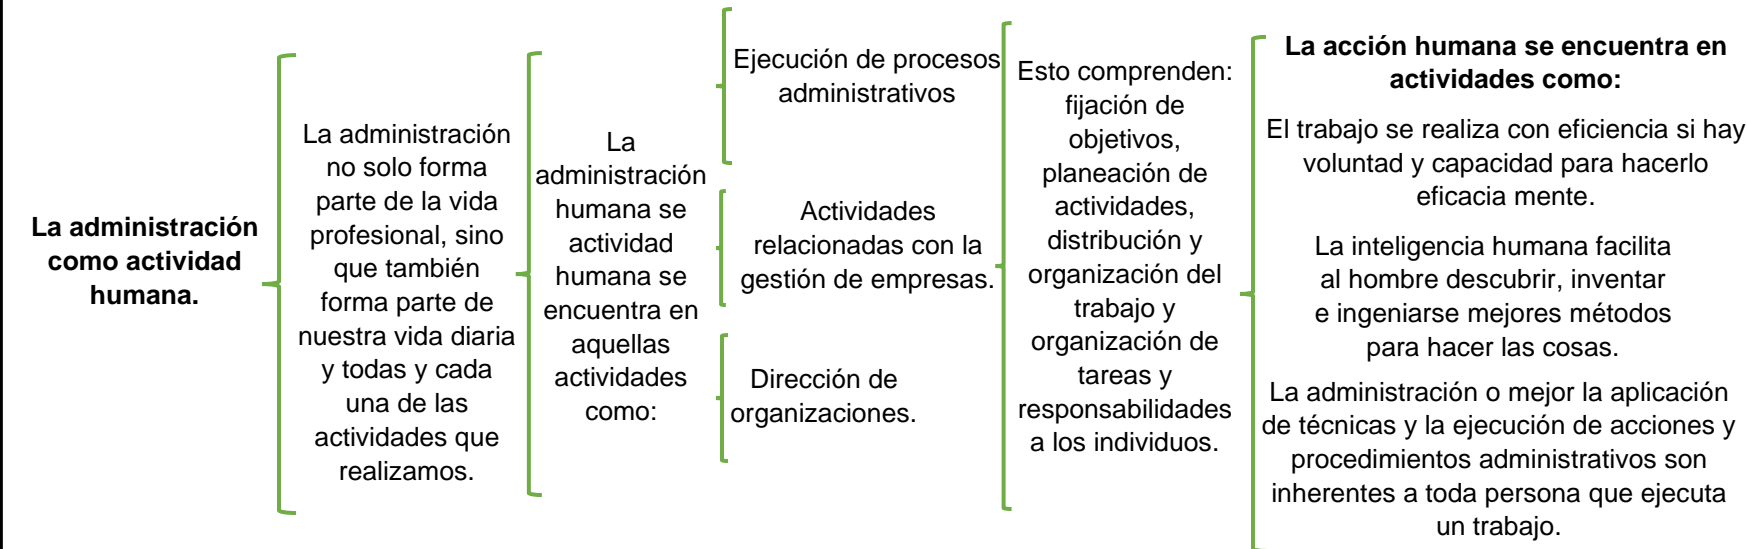 La administración
como actividad
humana.
La administración
no solo forma
parte de la vida
profesional, sino
que también
forma parte de
nuestra vida diaria
y todas y cada
una de las
actividades que
realizamos.
La
administración
humana se
actividad
humana se
encuentra en
aquellas
actividades
como:
Ejecución de procesos
administrativos
Actividades
relacionadas con la
gestión de empresas.
Dirección de
organizaciones.
Esto comprenden:
fijación de
objetivos,
planeación de
actividades,
distribución y
organización del
trabajo y
organización de
tareas y
responsabilidades
a los individuos.
La acción humana se encuentra en
actividades como:
El trabajo se realiza con eficiencia si hay
voluntad y capacidad para hacerlo
eficacia mente.
La inteligencia humana facilita
al hombre descubrir, inventar
e ingeniarse mejores métodos
para hacer las cosas.
La administración o mejor la aplicación
de técnicas y la ejecución de acciones y
procedimientos administrativos son
inherentes a toda persona que ejecuta
un trabajo.